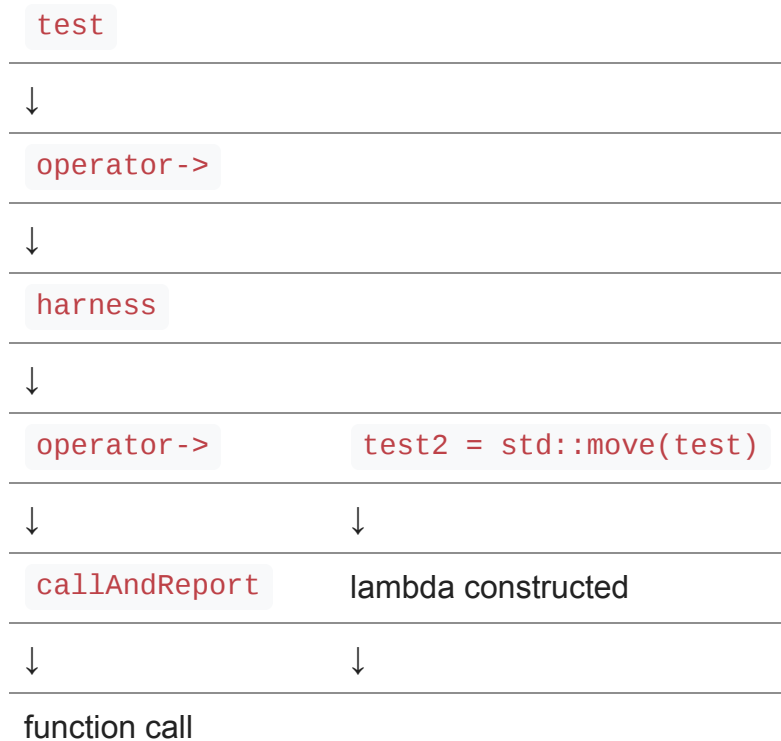 test
↓
operator->
↓
harness
↓
operator-> test2 = std::move(test)
↓ ↓
callAndReport lambda constructed
↓ ↓
function call